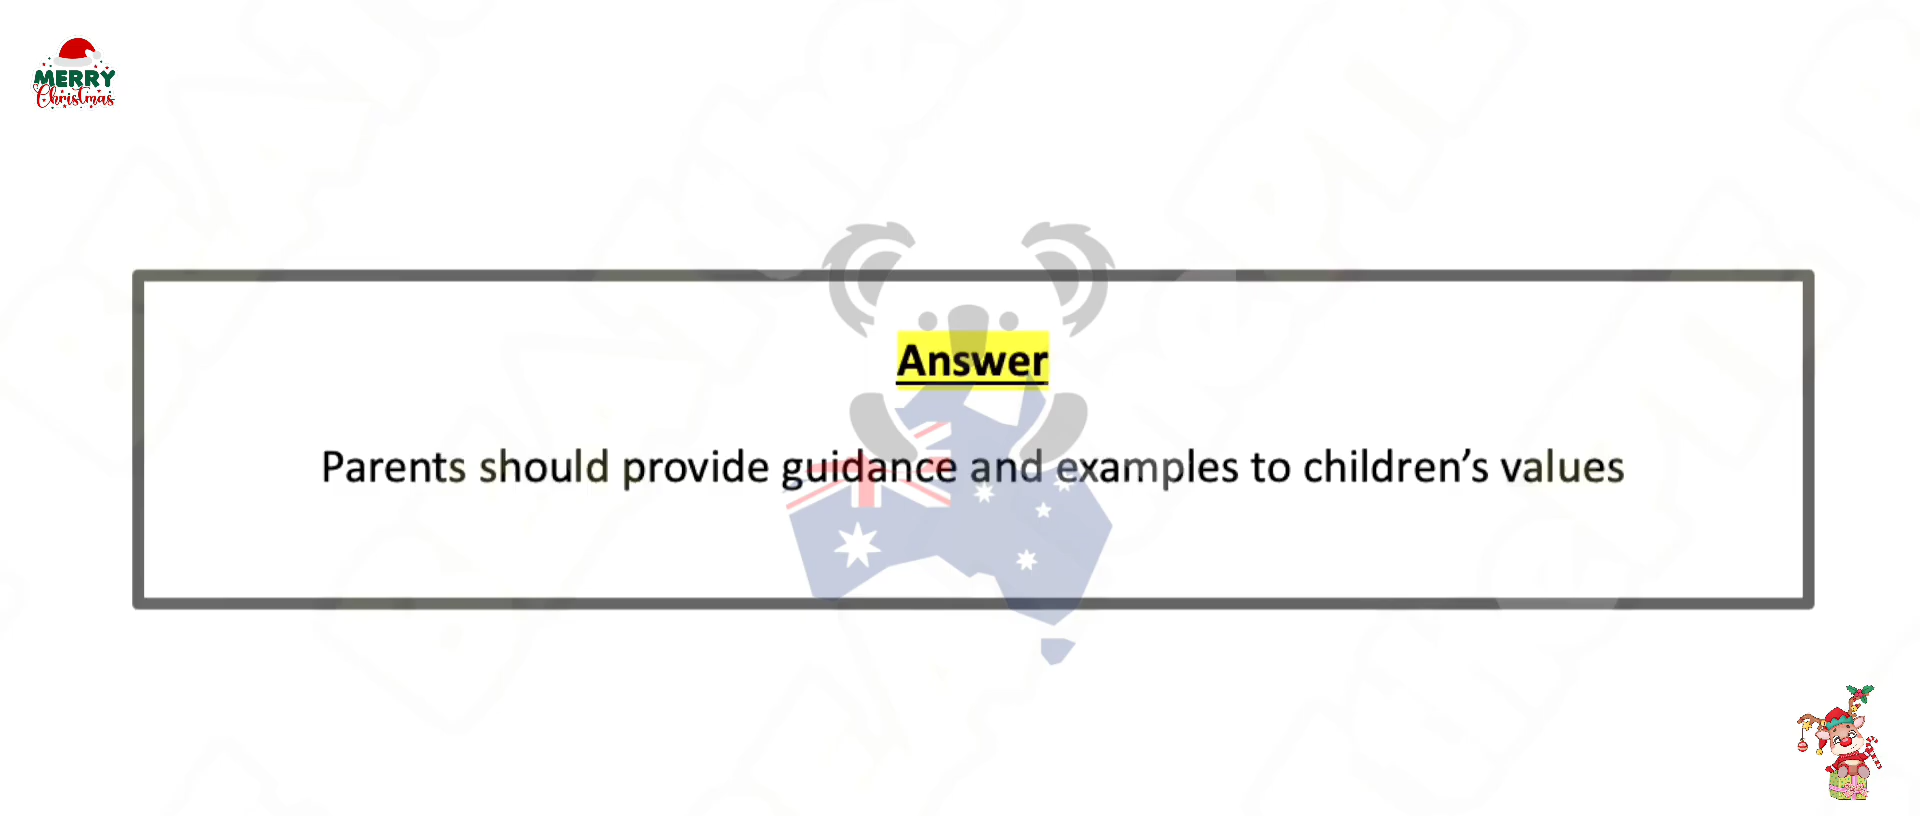 MERRY
Christmas
Answer
Parents should provide guidance and examples to children’s values